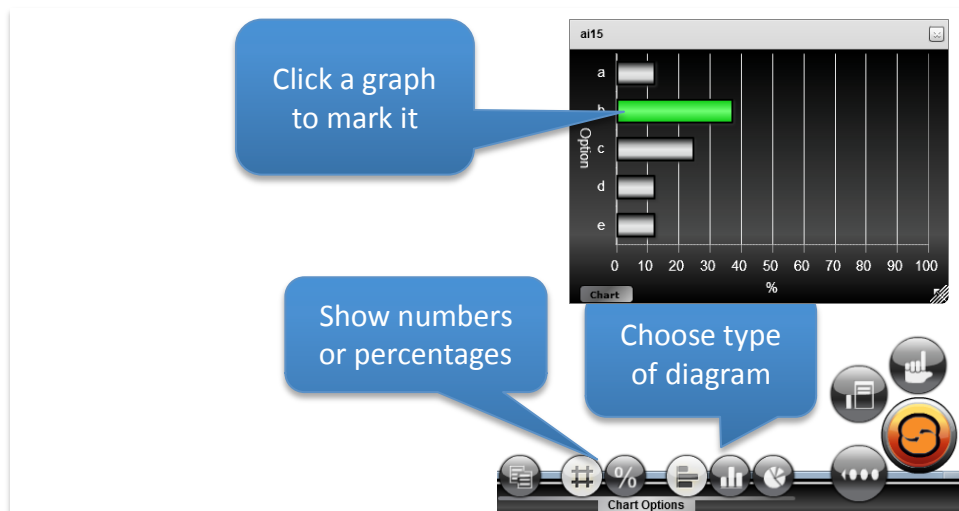 ai15
Click a graph
to mark it
a
b
c
d
e
Option
0 10 20 30 40 50 60 70 80 90 100
%
Chart
Show numbers
or percentages
Choose type
of diagram
# %
Chart Options